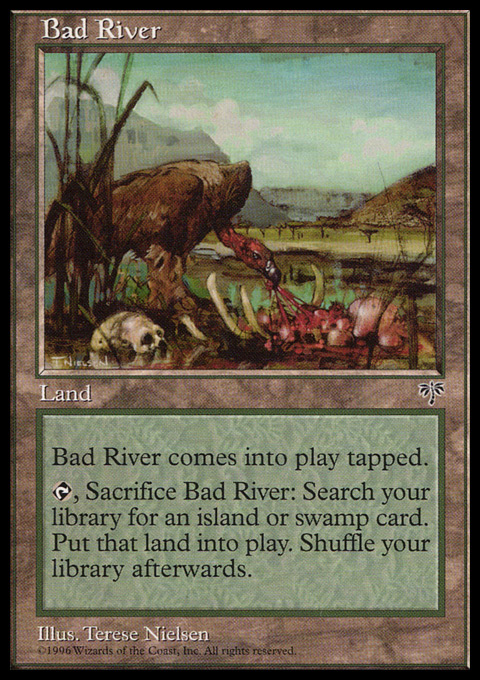 Bad River
T NIELSEN
Land
Bad River comes into play tapped.
, Sacrifice Bad River: Search your
library for an island or swamp card.
Put that land into play. Shuffle your
library afterwards.
Illus. Terese Nielsen
©1996 Wizards of the Coast, Inc. All rights reserved.